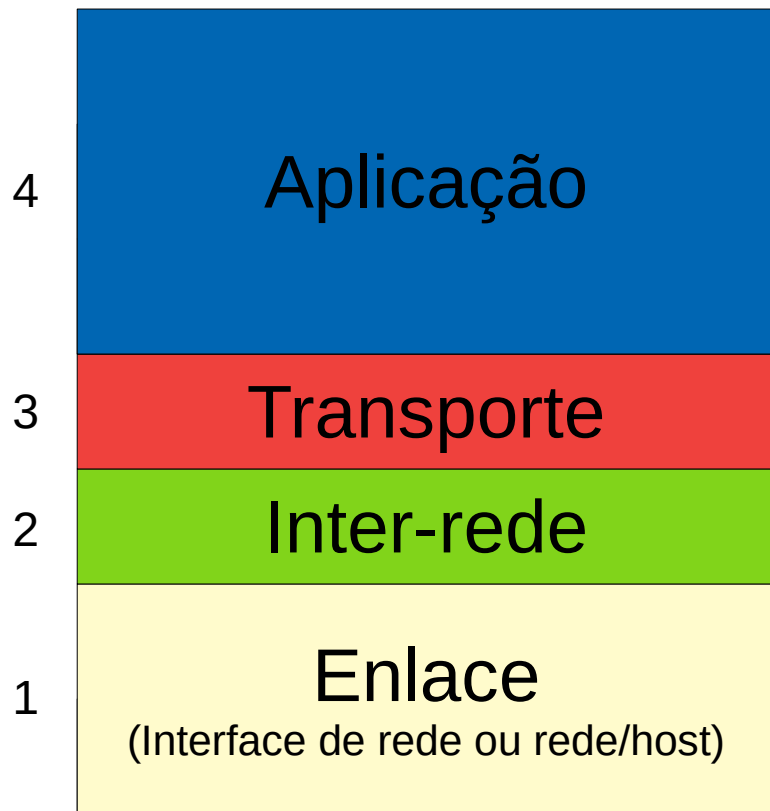 4
Aplicação
3
Transporte
2
Inter-rede
1
Enlace
(Interface de rede ou rede/host)